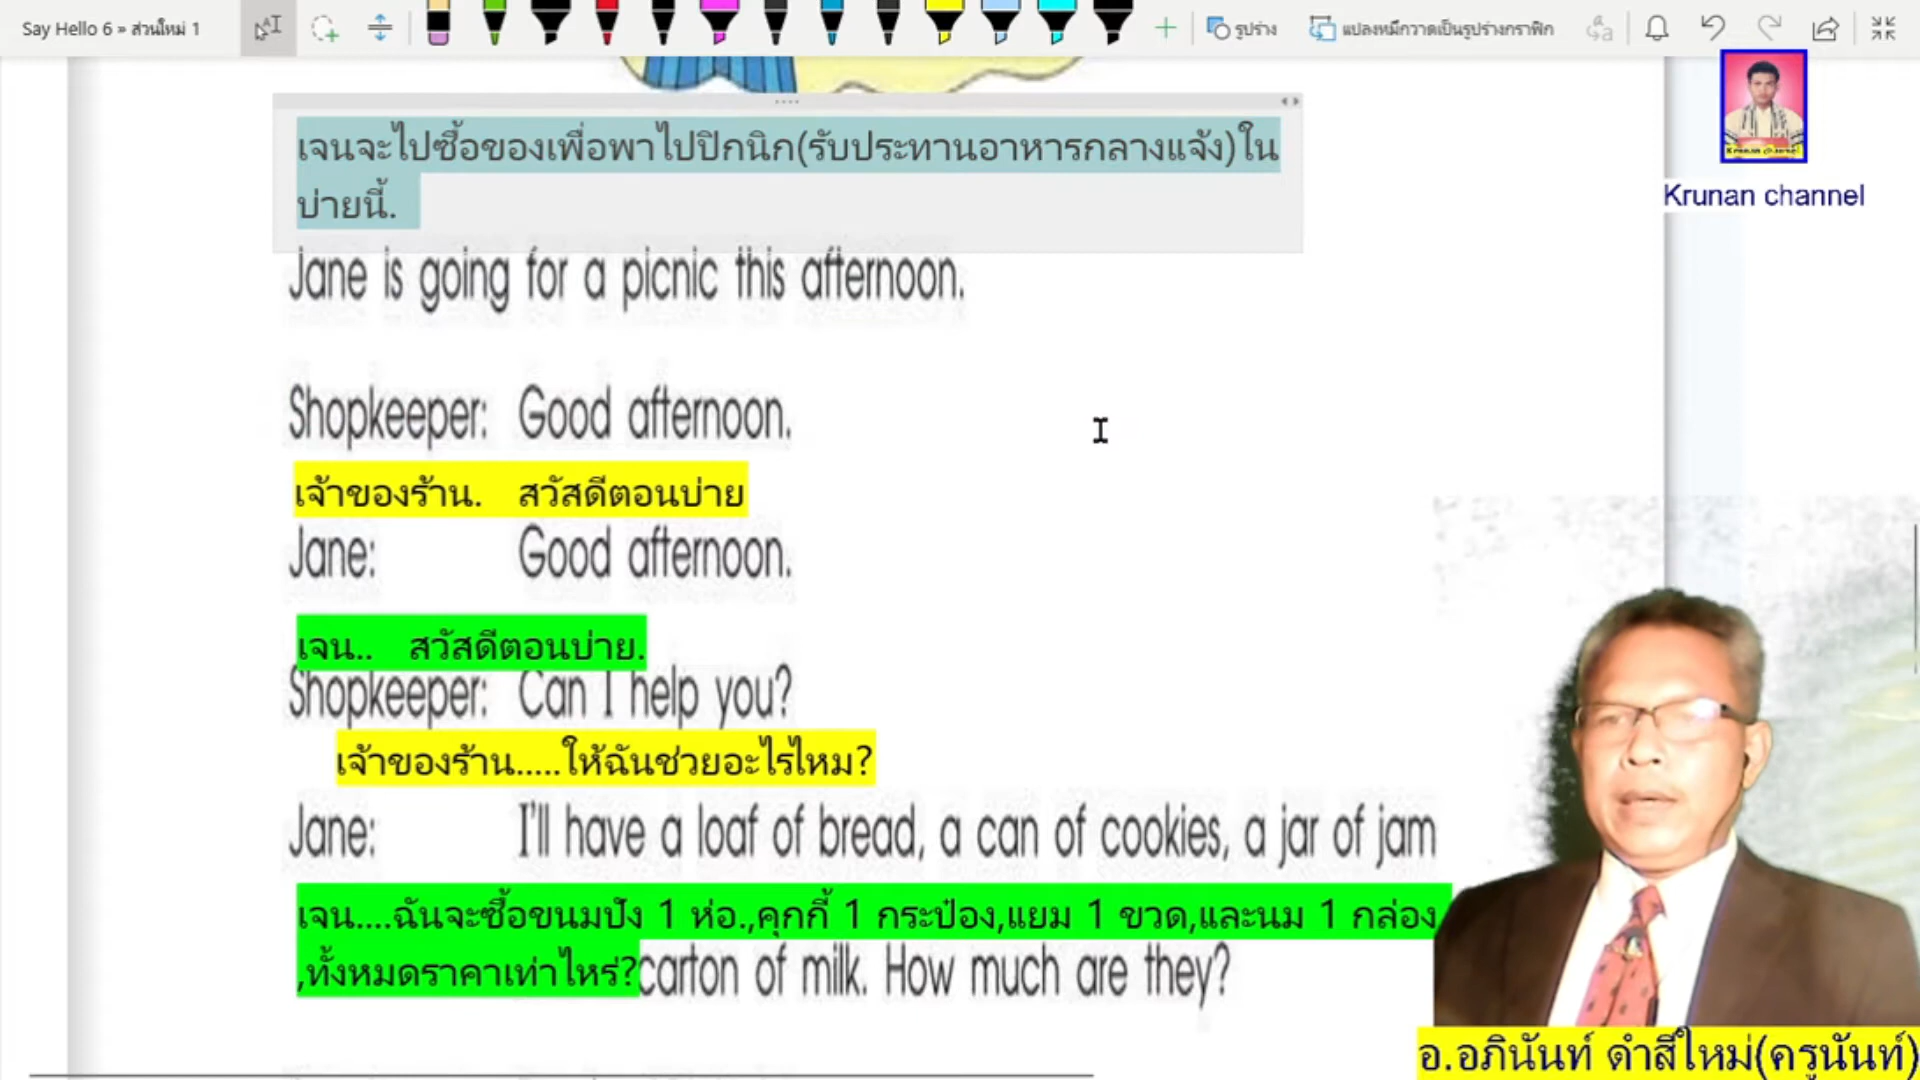 Say Hello 6 » ส่วนใหม่ 1
รูปร่าง
แปลงหมึกวาดเป็นรูปร่างกราฟิก
Krunan channel
เจนจะไปซื้อของเพื่อพาไปปิกนิก(รับประทานอาหารกลางแจ้ง)ใน
บ่ายนี้.
Jane is going for a picnic this afternoon.
Shopkeeper: Good afternoon.
เจ้าของร้าน. สวัสดีตอนบ่าย
Jane: Good afternoon.
เจน.. สวัสดีตอนบ่าย.
Shopkeeper: Can I help you?
เจ้าของร้าน.....ให้ฉันช่วยอะไรไหม?
Jane: I'll have a loaf of bread, a can of cookies, a jar of jam
เจน....ฉันจะซื้อขนมปัง 1 ห่อ.,คุกกี้ 1 กระป๋อง,แยม 1 ขวด,และนม 1 กล่อง
,ทั้งหมดราคาเท่าไหร่?carton of milk. How much are they?
อ.อภินันท์ ดำสีใหม่(ครูนันท์)